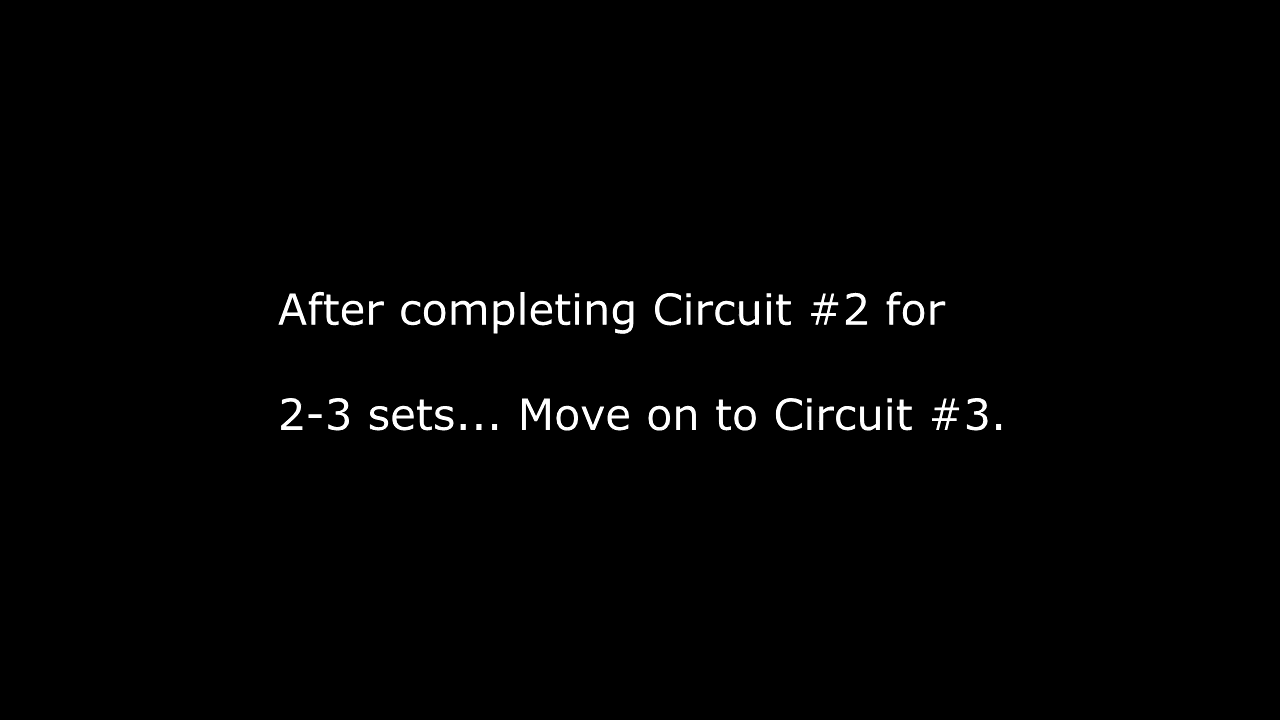 After completing Circuit #2 for
2-3 sets... Move on to Circuit #3.